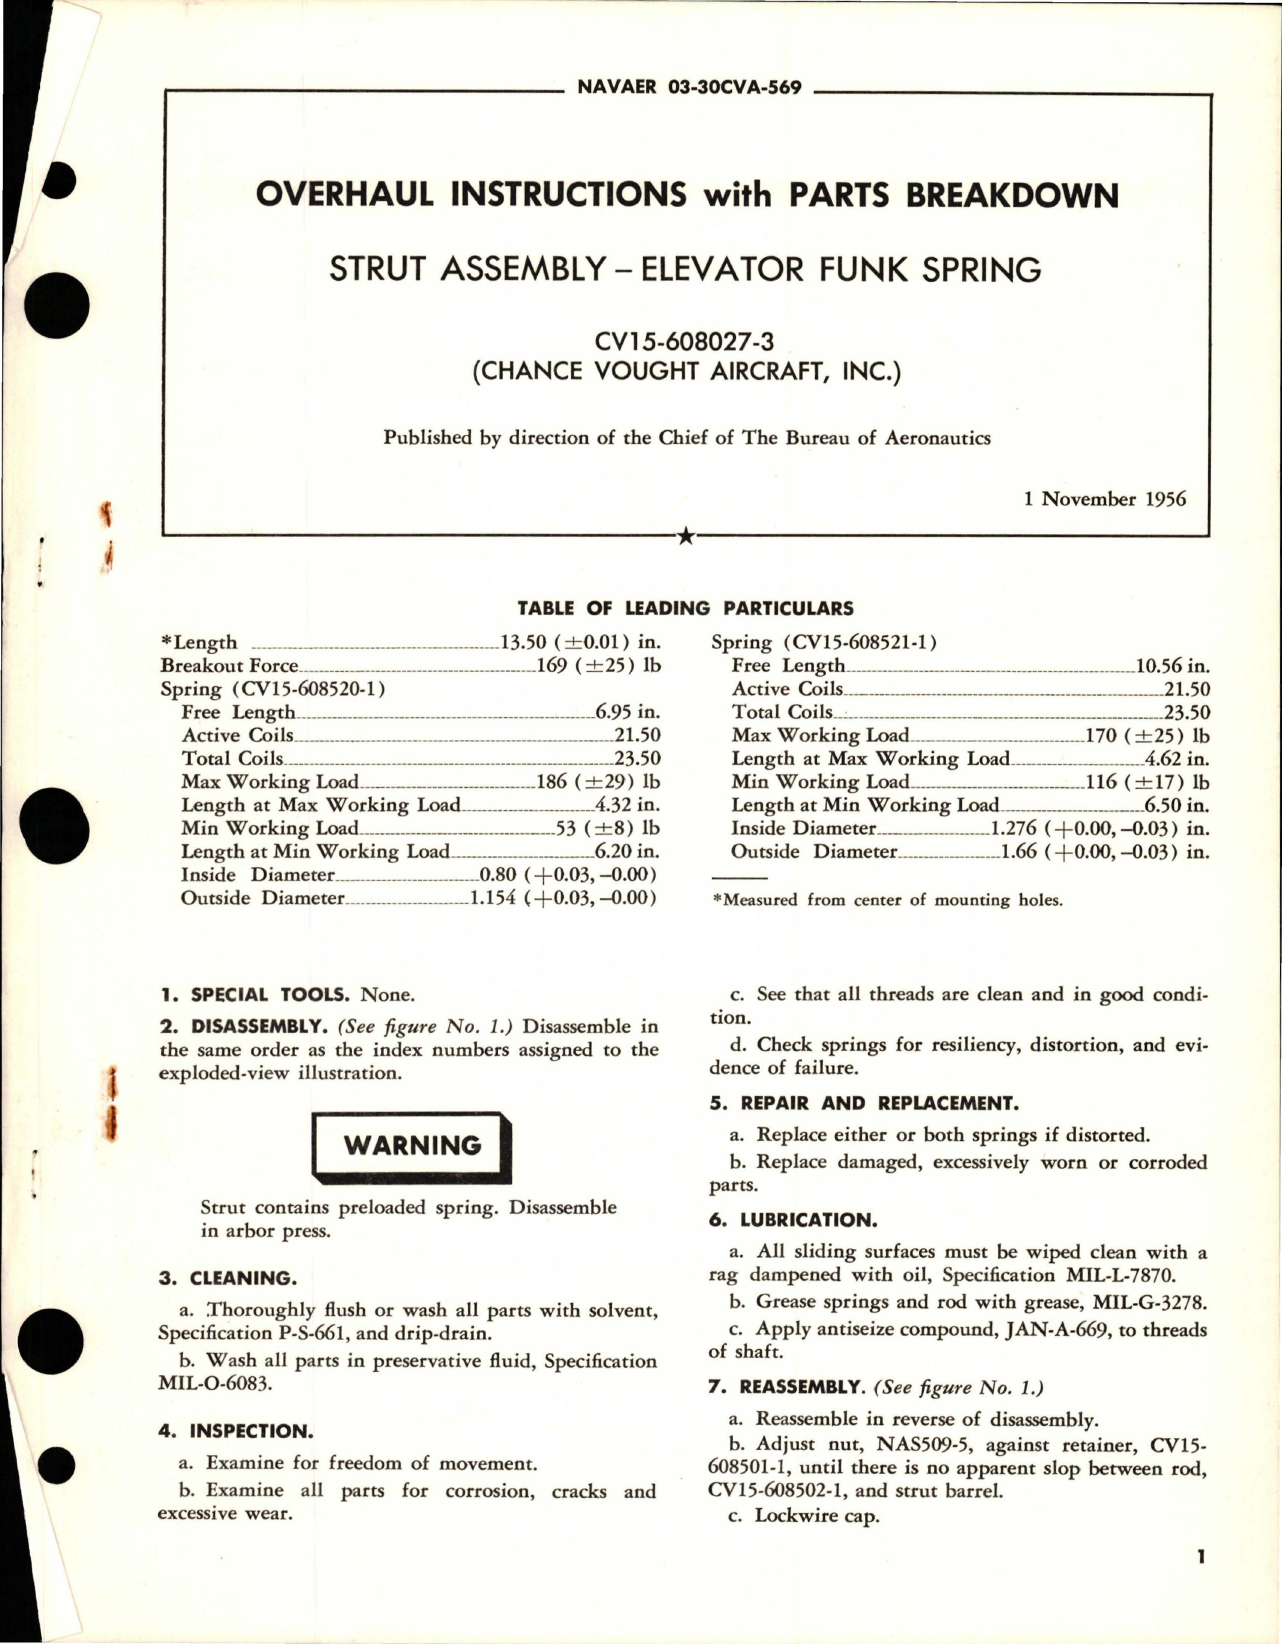 NAVAER 03-30CVA-569
OVERHAUL INSTRUCTIONS with PARTS BREAKDOWN
STRUT ASSEMBLY – ELEVATOR FUNK SPRING
CV15-608027-3
(CHANCE VOUGHT AIRCRAFT, INC.)
Published by direction of the Chief of The Bureau of Aeronautics
1 November 1956
TABLE OF LEADING PARTICULARS
*Length 13.50 (±0.01) in.
Breakout Force 169 (±25) lb
Spring (CV15-608520-1)
Free Length 6.95 in.
Active Coils 21.50
Total Coils 23.50
Max Working Load 186 (±29) lb
Length at Max Working Load 4.32 in.
Min Working Load 53 (±8) lb
Length at Min Working Load 6.20 in.
Inside Diameter 0.80 (+0.03, –0.00)
Outside Diameter 1.154 (+0.03, –0.00)
Spring (CV15-608521-1)
Free Length 10.56 in.
Active Coils 21.50
Total Coils 23.50
Max Working Load 170 (±25) lb
Length at Max Working Load 4.62 in.
Min Working Load 116 (±17) lb
Length at Min Working Load 6.50 in.
Inside Diameter 1.276 (+0.00, –0.03) in.
Outside Diameter 1.66 (+0.00, –0.03) in.
*Measured from center of mounting holes.
1. SPECIAL TOOLS. None.
2. DISASSEMBLY. (See figure No. 1.) Disassemble in
the same order as the index numbers assigned to the
exploded-view illustration.
WARNING
Strut contains preloaded spring. Disassemble
in arbor press.
3. CLEANING.
a. Thoroughly flush or wash all parts with solvent,
Specification P-S-661, and drip-drain.
b. Wash all parts in preservative fluid, Specification
MIL-O-6083.
4. INSPECTION.
a. Examine for freedom of movement.
b. Examine all parts for corrosion, cracks and
excessive wear.
c. See that all threads are clean and in good condi-
tion.
d. Check springs for resiliency, distortion, and evi-
dence of failure.
5. REPAIR AND REPLACEMENT.
a. Replace either or both springs if distorted.
b. Replace damaged, excessively worn or corroded
parts.
6. LUBRICATION.
a. All sliding surfaces must be wiped clean with a
rag dampened with oil, Specification MIL-L-7870.
b. Grease springs and rod with grease, MIL-G-3278.
c. Apply antiseize compound, JAN-A-669, to threads
of shaft.
7. REASSEMBLY. (See figure No. 1.)
a. Reassemble in reverse of disassembly.
b. Adjust nut, NAS509-5, against retainer, CV15-
608501-1, until there is no apparent slop between rod,
CV15-608502-1, and strut barrel.
c. Lockwire cap.
1